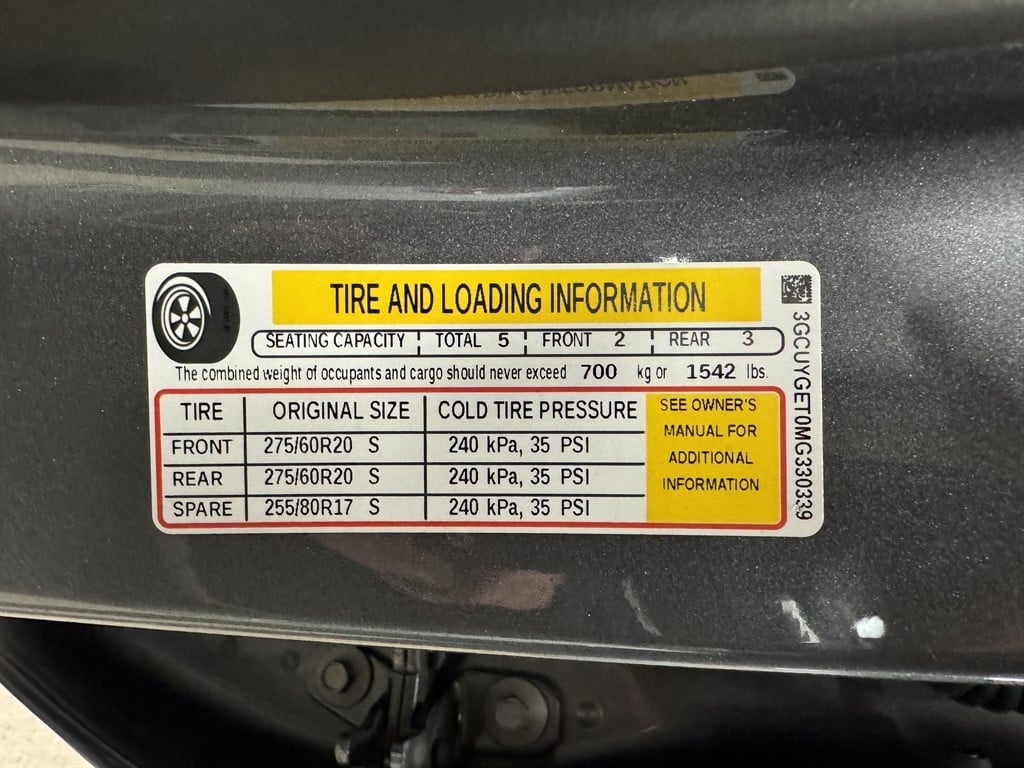 TIRE AND LOADING INFORMATION
SEATING CAPACITY TOTAL 5 FRONT 2 REAR 3
The combined weight of occupants and cargo should never exceed 700 kg or 1542 lbs.
TIRE ORIGINAL SIZE COLD TIRE PRESSURE
FRONT 275/60R20 S 240 kPa, 35 PSI
REAR 275/60R20 S 240 kPa, 35 PSI
SPARE 255/80R17 S 240 kPa, 35 PSI
SEE OWNER'S
MANUAL FOR
ADDITIONAL
INFORMATION
3GCUYGET0MG330339